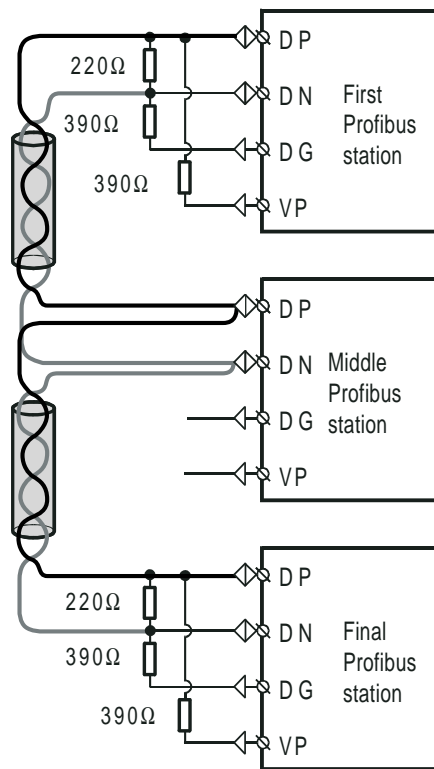 DP
220Ω
DN
First
Profibus
station
390Ω
DG
390Ω
VP
DP
DN
Middle
Profibus
station
DG
VP
DP
220Ω
DN
Final
Profibus
station
390Ω
DG
390Ω
VP